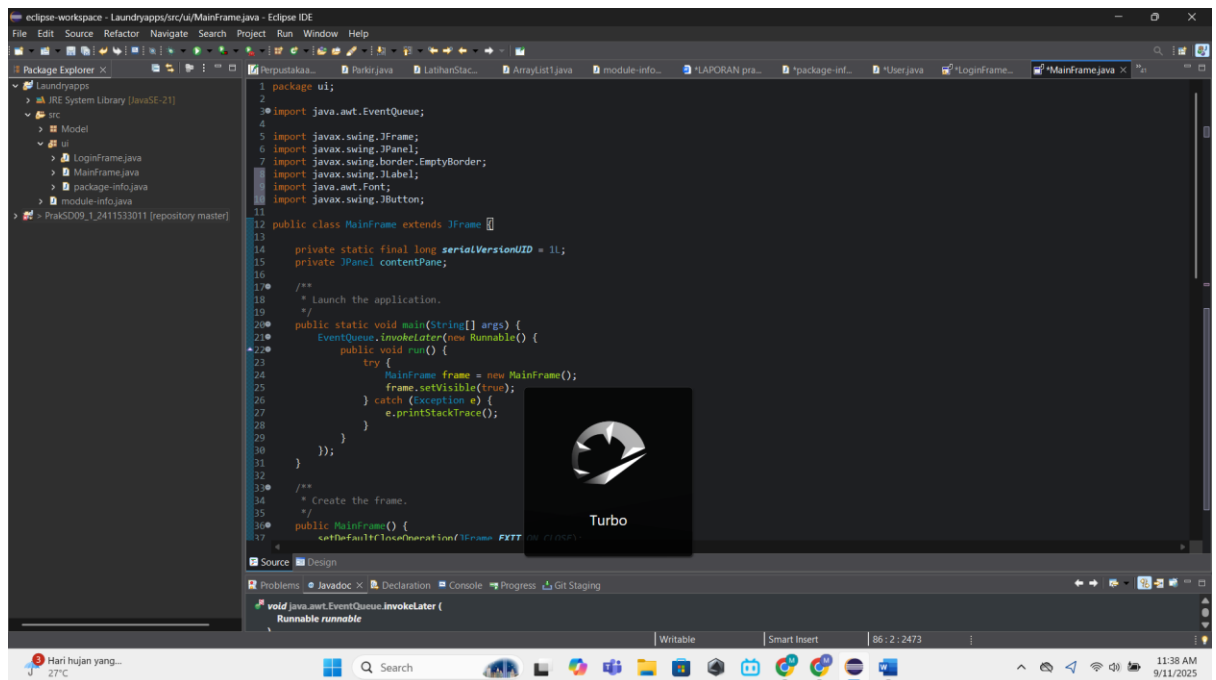 eclipse-workspace - Laundryapps/src/ui/MainFrame.java - Eclipse IDE
File Edit Source Refactor Navigate Search Project Run Window Help
Package Explorer
Perpustakaa... Parkir.java LatihanStac... ArrayList1.java module-info... *LAPORAN pra... *package-inf... *User.java *LoginFrame... *MainFrame.java
Laundryapps
JRE System Library [JavaSE-21]
src
Model
ui
LoginFrame.java
MainFrame.java
package-info.java
module-info.java
> PrakSD09_1_2411533011 [repository master]
1 package ui;
2
3 import java.awt.EventQueue;
4
5 import javax.swing.JFrame;
6 import javax.swing.JPanel;
7 import javax.swing.border.EmptyBorder;
8 import javax.swing.JLabel;
9 import java.awt.Font;
10 import javax.swing.JButton;
11
12 public class MainFrame extends JFrame {
13
14 private static final long serialVersionUID = 1L;
15 private JPanel contentPane;
16
17 /**
18 * Launch the application.
19 */
20 public static void main(String[] args) {
21 EventQueue.invokeLater(new Runnable() {
22 public void run() {
23 try {
24 MainFrame frame = new MainFrame();
25 frame.setVisible(true);
26 } catch (Exception e) {
27 e.printStackTrace();
28 }
29 }
30 });
31 }
32
33 /**
34 * Create the frame.
35 */
36 public MainFrame() {
37 setDefaultCloseOperation(JFrame.EXIT_ON_CLOSE);
Turbo
Source Design
Problems Javadoc Declaration Console Progress Git Staging
void java.awt.EventQueue.invokeLater (
Runnable runnable
)
Writable Smart Insert 86 : 2 : 2473
3 Hari hujan yang...
27°C
Search
11:38 AM
9/11/2025